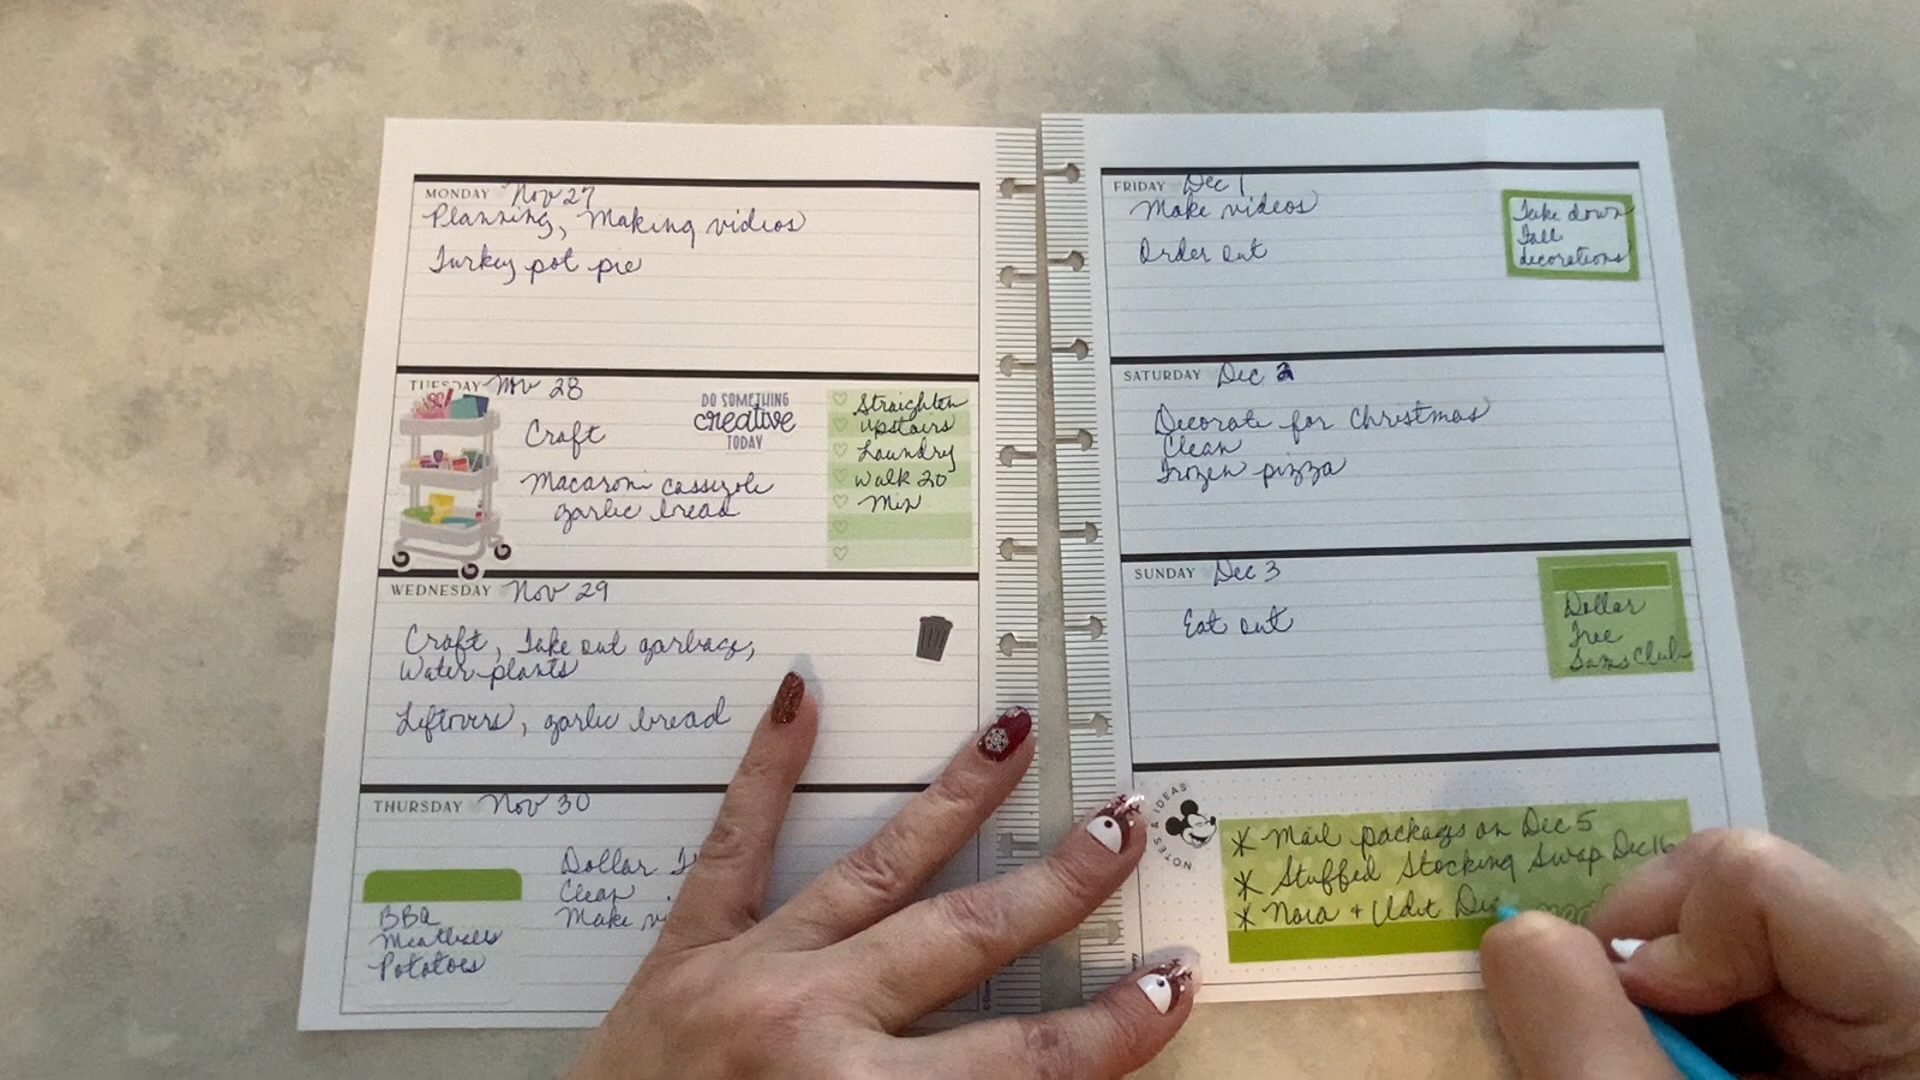 MONDAY Nov 27
Planning, Making videos
Turkey pot pie
TUESDAY Nov 28
Craft
Macaroni casserole
garlic bread
DO SOMETHING
creative
TODAY
Straighten
upstairs
Laundry
Walk 20
Min
WEDNESDAY Nov 29
Craft, Take out garbage,
Water plants
Leftovers, garlic bread
THURSDAY Nov 30
BBQ
Meatballs
Potatoes
Dollar
Clean
Make
FRIDAY Dec 1
Make videos
Order out
Take down
Fall
decorations
SATURDAY Dec 2
Decorate for Christmas
Clean
Frozen pizza
SUNDAY Dec 3
Eat out
Dollar
Tree
Sams Club
NOTES & IDEAS
* Mail packages on Dec 5
* Stuffed Stocking Swap Dec 16
* Nora +